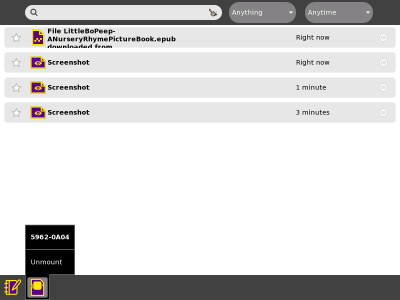 Anything
Anytime
File LittleBoPeep-
ANurseryRhymePictureBook.epub
downloaded from
Right now
Screenshot
Right now
Screenshot
1 minute
Screenshot
3 minutes
5962-0A04
Unmount